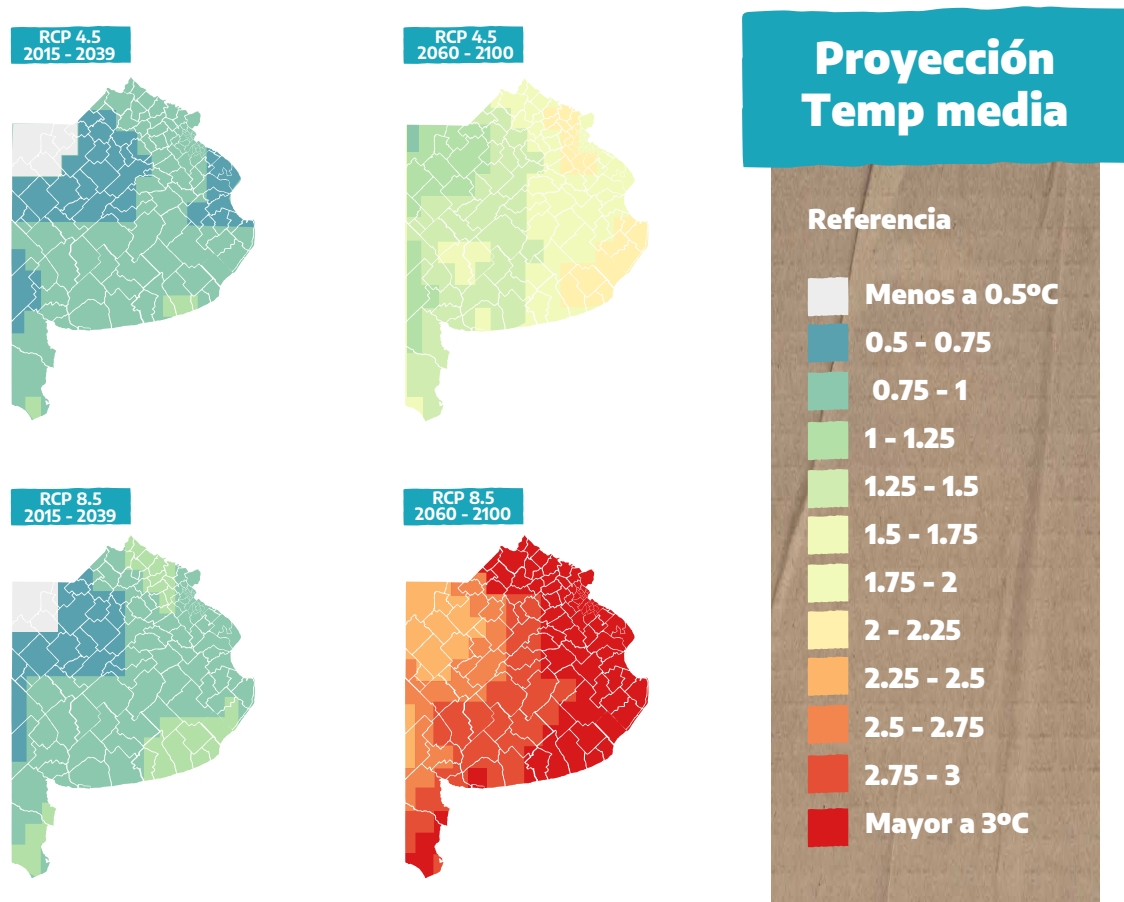 RCP 4.5
2015 - 2039
RCP 4.5
2060 - 2100
Proyección
Temp media
Referencia
Menos a 0.5ºC
0.5 - 0.75
0.75 - 1
1 - 1.25
1.25 - 1.5
1.5 - 1.75
1.75 - 2
2 - 2.25
2.25 - 2.5
2.5 - 2.75
2.75 - 3
Mayor a 3ºC
RCP 8.5
2015 - 2039
RCP 8.5
2060 - 2100